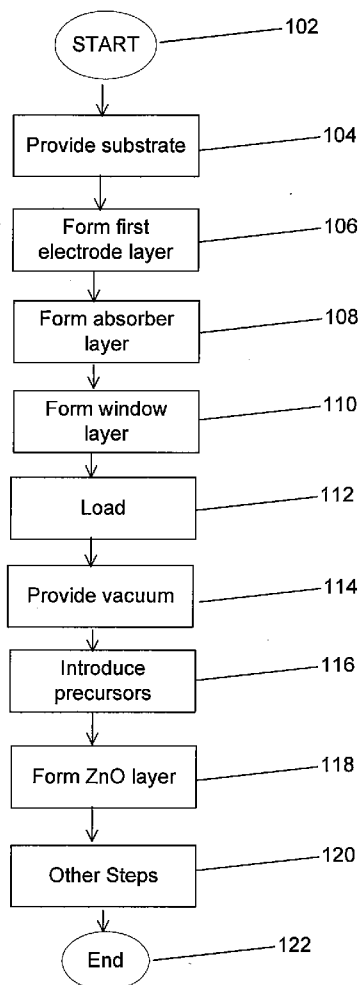 START
102
Provide substrate
104
Form first
electrode layer
106
Form absorber
layer
108
Form window
layer
110
Load
112
Provide vacuum
114
Introduce
precursors
116
Form ZnO layer
118
Other Steps
120
End
122